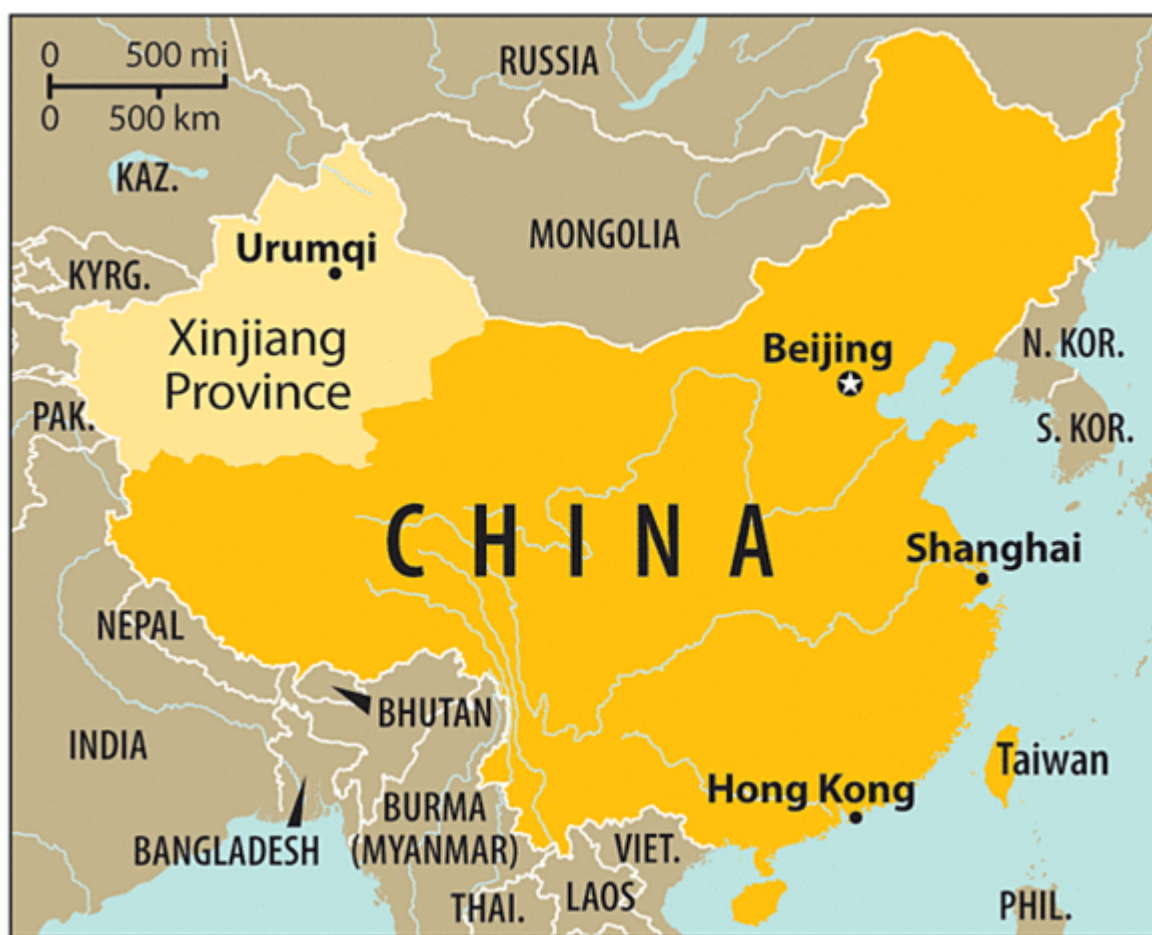 0 500 mi
0 500 km
RUSSIA
KAZ.
MONGOLIA
Urumqi
KYRG.
Xinjiang
Province
Beijing
N. KOR.
PAK.
S. KOR.
CHINA
Shanghai
NEPAL
BHUTAN
INDIA
Taiwan
Hong Kong
BURMA
(MYANMAR)
BANGLADESH
VIET.
LAOS
THAI.
PHIL.